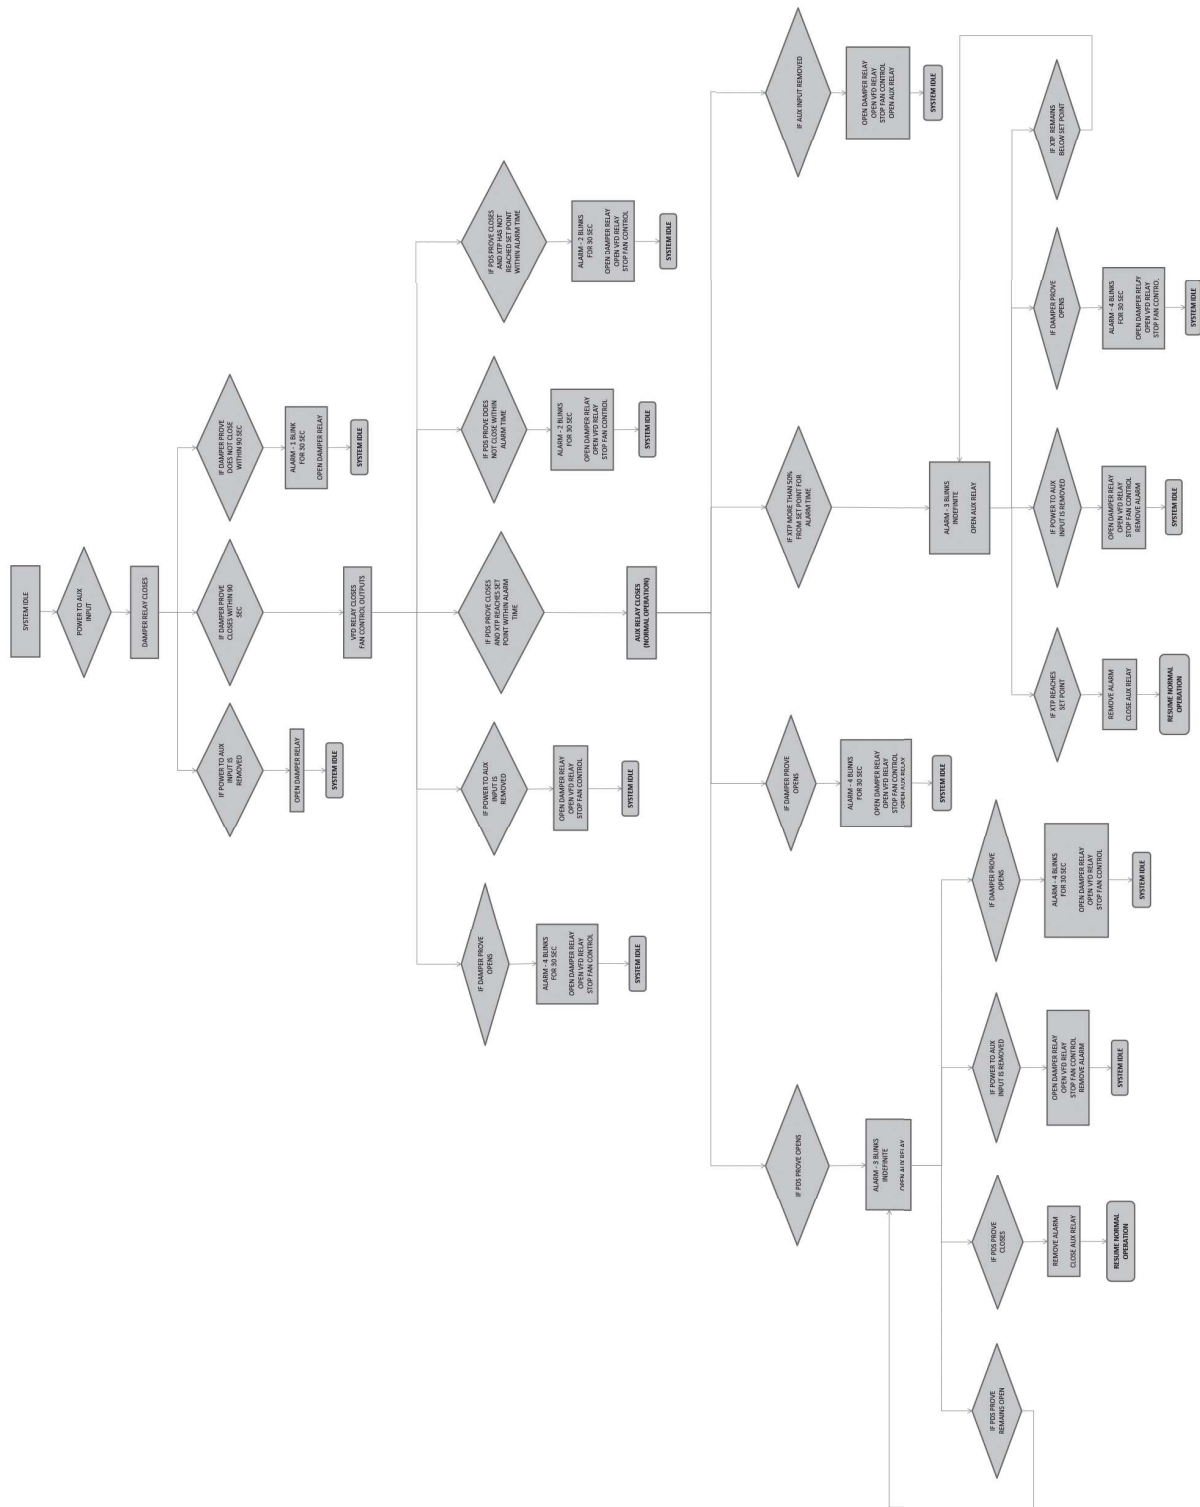 SYSTEM IDLE
POWER TO AUX
INPUT
DAMPER RELAY CLOSES
IF POWER TO AUX
INPUT IS
REMOVED
OPEN DAMPER RELAY
SYSTEM IDLE
IF DAMPER PROVE
CLOSES WITHIN 90
SEC
IF DAMPER PROVE
DOES NOT CLOSE
WITHIN 90 SEC
ALARM - 1 BLINK
FOR 30 SEC
OPEN DAMPER RELAY
SYSTEM IDLE
VFD RELAY CLOSES
FAN CONTROL OUTPUTS
IF DAMPER PROVE
OPENS
ALARM - 4 BLINKS
FOR 30 SEC
OPEN DAMPER RELAY
OPEN VFD RELAY
STOP FAN CONTROL
SYSTEM IDLE
IF POWER TO AUX
INPUT IS
REMOVED
OPEN DAMPER RELAY
OPEN VFD RELAY
STOP FAN CONTROL
SYSTEM IDLE
IF PDS PROVE CLOSES
AND XTP REACHES SET
POINT WITHIN ALARM
TIME
AUX RELAY CLOSES
(NORMAL OPERATION)
IF PDS PROVE DOES
NOT CLOSE WITHIN
ALARM TIME
ALARM - 2 BLINKS
FOR 30 SEC
OPEN DAMPER RELAY
OPEN VFD RELAY
STOP FAN CONTROL
SYSTEM IDLE
IF PDS PROVE CLOSES
AND XTP HAS NOT
REACHED SET POINT
WITHIN ALARM TIME
ALARM - 2 BLINKS
FOR 30 SEC
OPEN DAMPER RELAY
OPEN VFD RELAY
STOP FAN CONTROL
SYSTEM IDLE
IF PDS PROVE OPENS
ALARM - 3 BLINKS
INDEFINITE
OPEN AUX RELAY
IF PDS PROVE
REMAINS OPEN
IF PDS PROVE
CLOSES
REMOVE ALARM
CLOSE AUX RELAY
RESUME NORMAL
OPERATION
IF POWER TO AUX
INPUT IS REMOVED
OPEN DAMPER RELAY
OPEN VFD RELAY
STOP FAN CONTROL
REMOVE ALARM
SYSTEM IDLE
IF DAMPER PROVE
OPENS
ALARM - 4 BLINKS
FOR 30 SEC
OPEN DAMPER RELAY
OPEN VFD RELAY
STOP FAN CONTROL
SYSTEM IDLE
IF DAMPER PROVE
OPENS
ALARM - 4 BLINKS
FOR 30 SEC
OPEN DAMPER RELAY
OPEN VFD RELAY
STOP FAN CONTROL
OPEN AUX RELAY
SYSTEM IDLE
IF XTP MORE THAN 50%
FROM SET POINT FOR
ALARM TIME
ALARM - 3 BLINKS
INDEFINITE
OPEN AUX RELAY
IF XTP REACHES
SET POINT
REMOVE ALARM
CLOSE AUX RELAY
RESUME NORMAL
OPERATION
IF POWER TO AUX
INPUT IS REMOVED
OPEN DAMPER RELAY
OPEN VFD RELAY
STOP FAN CONTROL
REMOVE ALARM
SYSTEM IDLE
IF DAMPER PROVE
OPENS
ALARM - 4 BLINKS
FOR 30 SEC
OPEN DAMPER RELAY
OPEN VFD RELAY
STOP FAN CONTROL
SYSTEM IDLE
IF XTP REMAINS
BELOW SET POINT
IF AUX INPUT REMOVED
OPEN DAMPER RELAY
OPEN VFD RELAY
STOP FAN CONTROL
OPEN AUX RELAY
SYSTEM IDLE